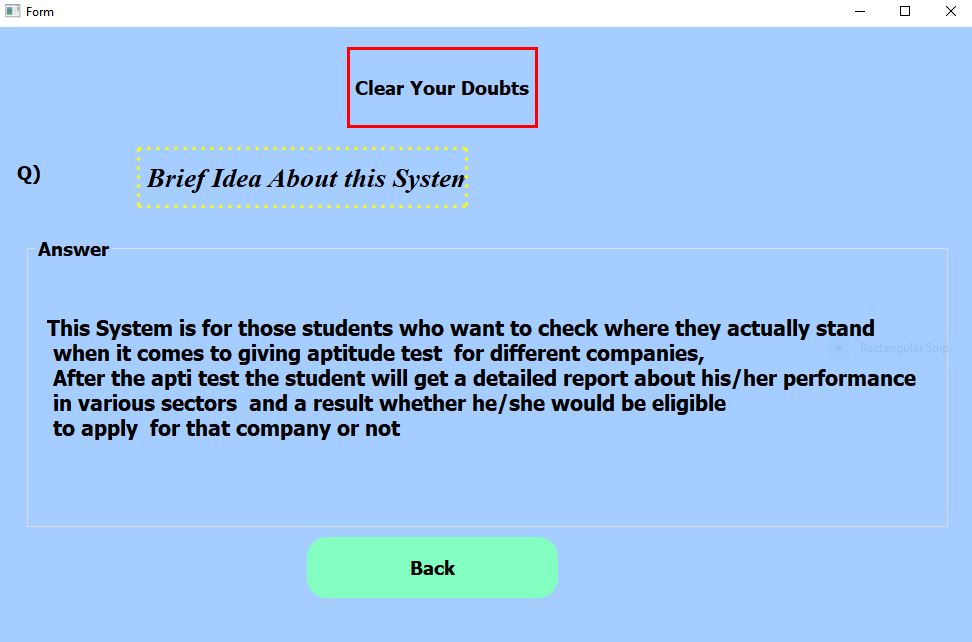 Form
Clear Your Doubts
Q)
Brief Idea About this System
Answer
This System is for those students who want to check where they actually stand
when it comes to giving aptitude test  for different companies,
After the apti test the student will get a detailed report about his/her performance
in various sectors  and a result whether he/she would be eligible
to apply  for that company or not
Rectangular Snip
Back